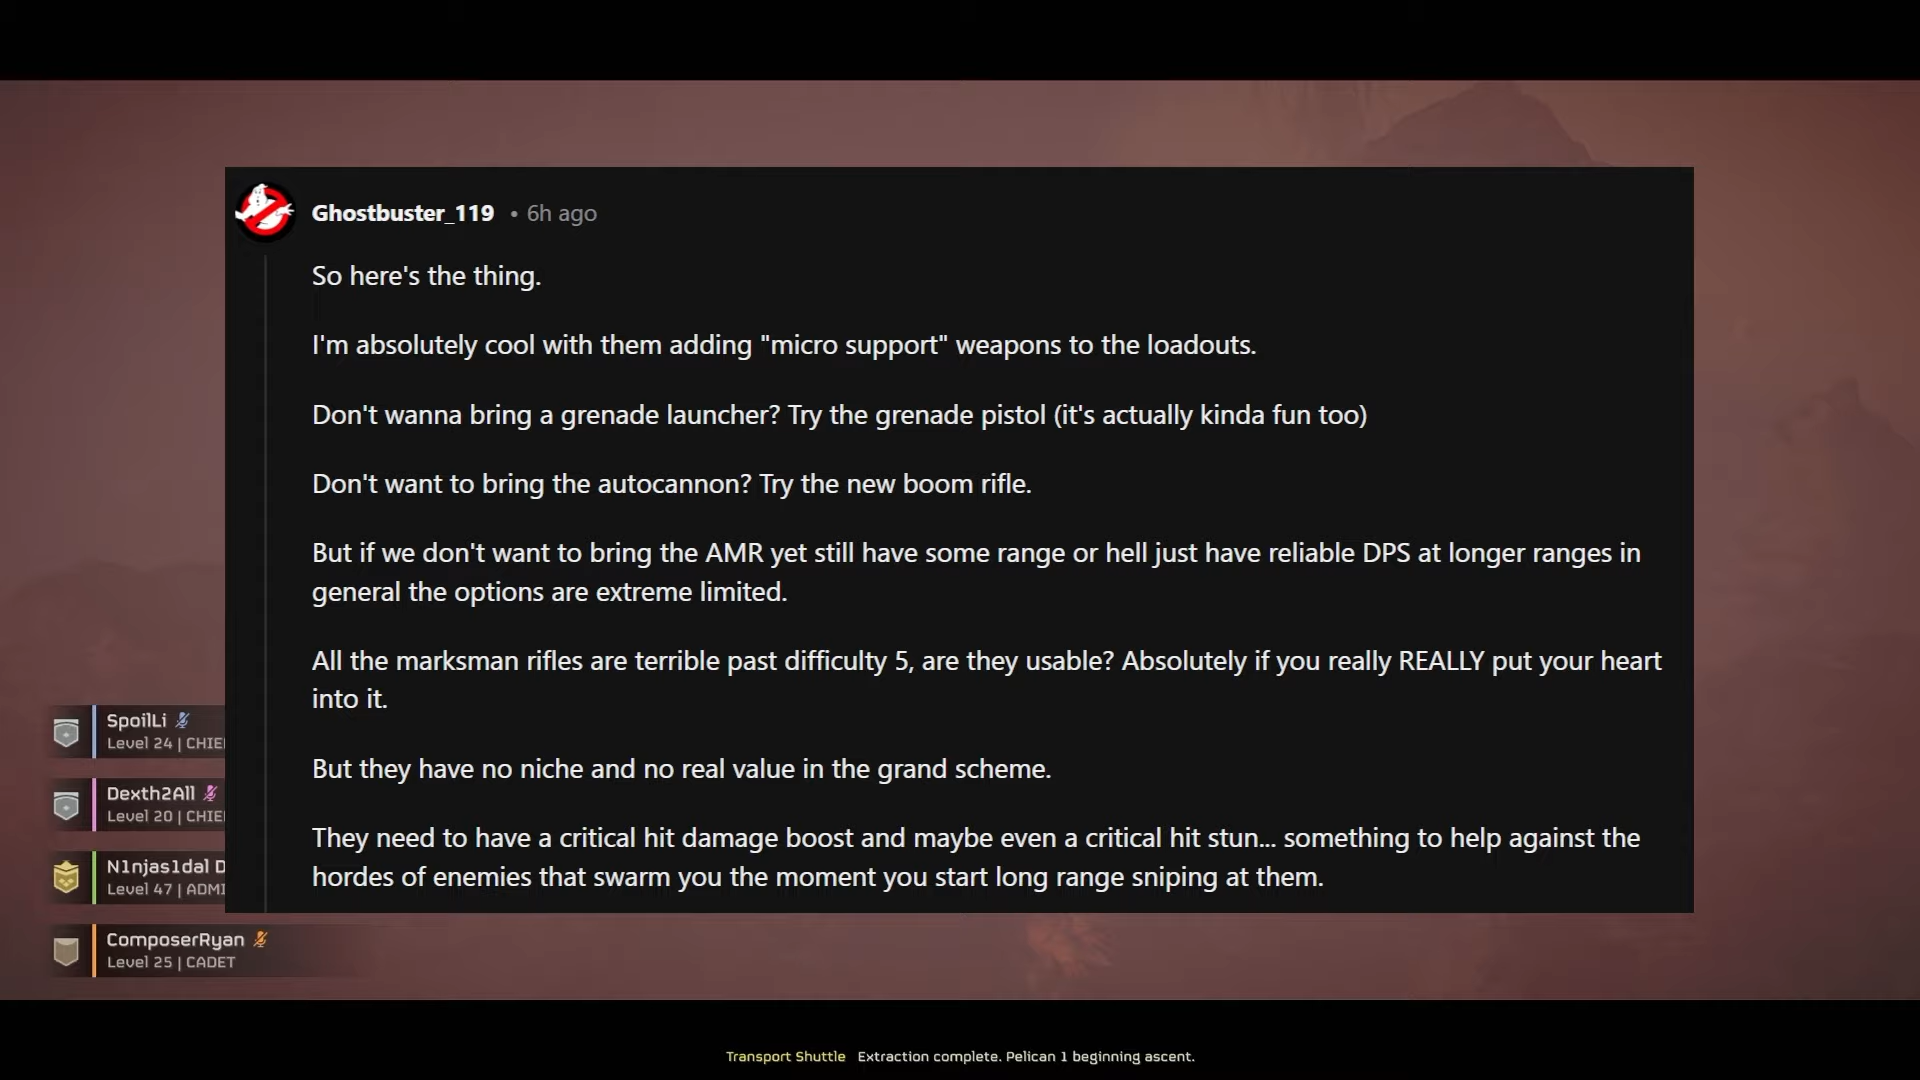 Ghostbuster_119 • 6h ago
So here's the thing.
I'm absolutely cool with them adding "micro support" weapons to the loadouts.
Don't wanna bring a grenade launcher? Try the grenade pistol (it's actually kinda fun too)
Don't want to bring the autocannon? Try the new boom rifle.
But if we don't want to bring the AMR yet still have some range or hell just have reliable DPS at longer ranges in
general the options are extreme limited.
All the marksman rifles are terrible past difficulty 5, are they usable? Absolutely if you really REALLY put your heart
into it.
But they have no niche and no real value in the grand scheme.
They need to have a critical hit damage boost and maybe even a critical hit stun... something to help against the
hordes of enemies that swarm you the moment you start long range sniping at them.
SpoilLi
Level 24 | CHIE
Dexth2All
Level 20 | CHIE
N1njas1dal D
Level 47 | ADMI
ComposerRyan
Level 25 | CADET
Transport Shuttle Extraction complete. Pelican 1 beginning ascent.